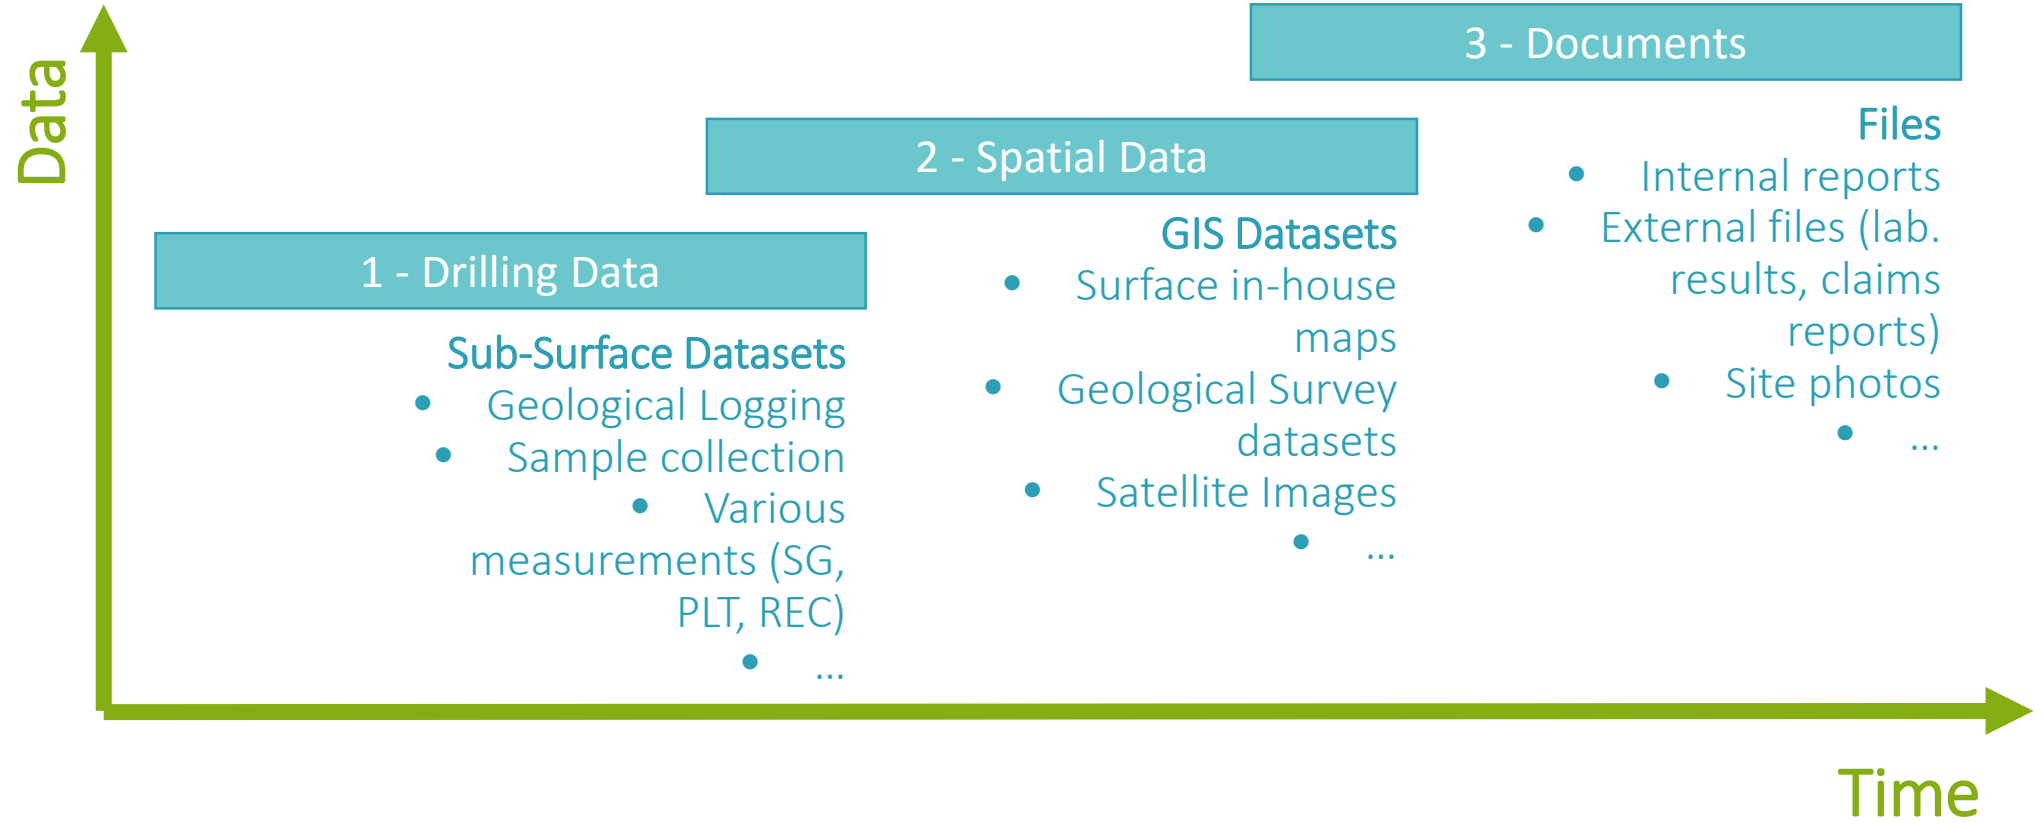 Data
1 - Drilling Data
Sub-Surface Datasets
• Geological Logging
• Sample collection
• Various
measurements (SG,
PLT, REC)
• ...
2 - Spatial Data
GIS Datasets
• Surface in-house
maps
• Geological Survey
datasets
• Satellite Images
• ...
3 - Documents
Files
• Internal reports
• External files (lab.
results, claims
reports)
• Site photos
• ...
Time